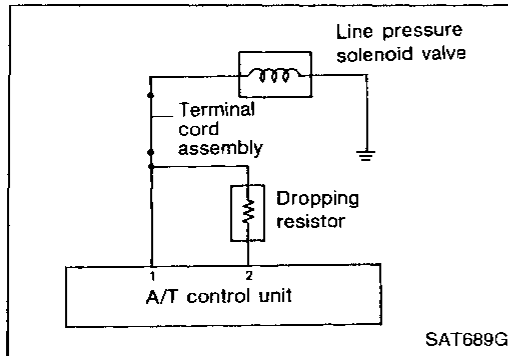 Line pressure
solenoid valve
Terminal
cord
assembly
Dropping
resistor
1 2
A/T control unit
SAT689G